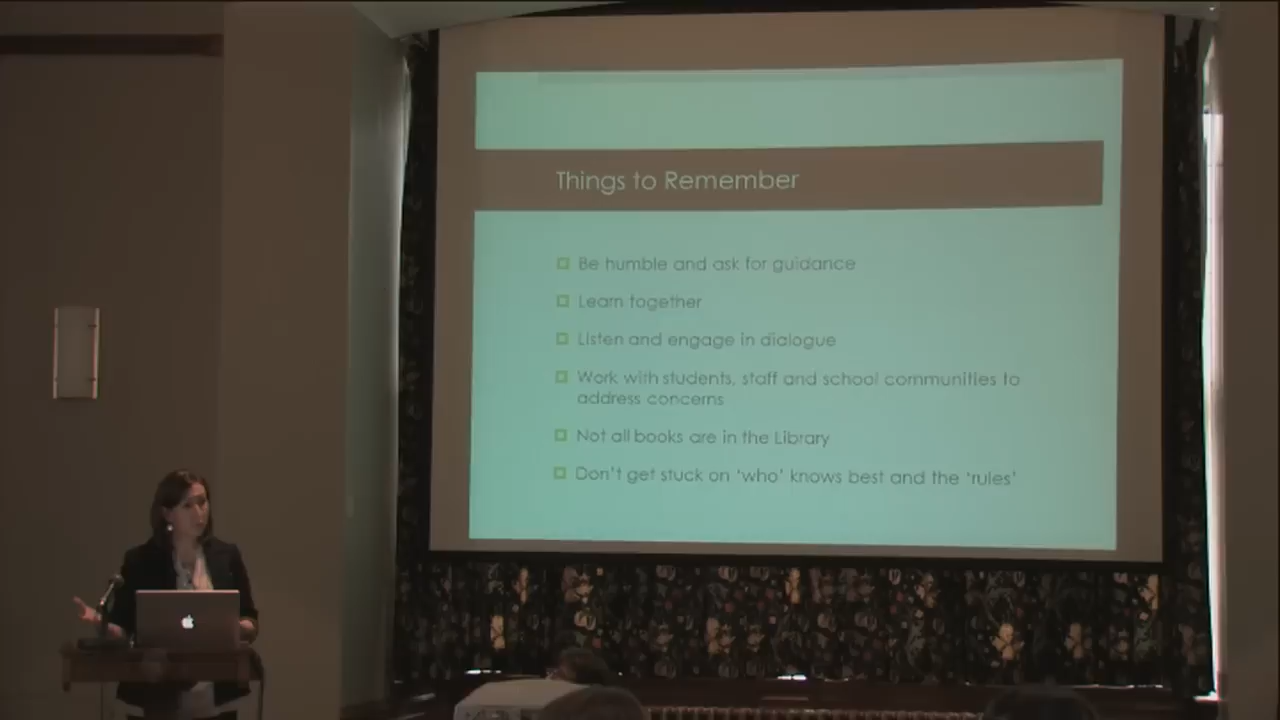 Things to Remember
Be humble and ask for guidance
Learn together
Listen and engage in dialogue
Work with students, staff and school communities to
address concerns
Not all books are in the Library
Don't get stuck on 'who' knows best and the 'rules'